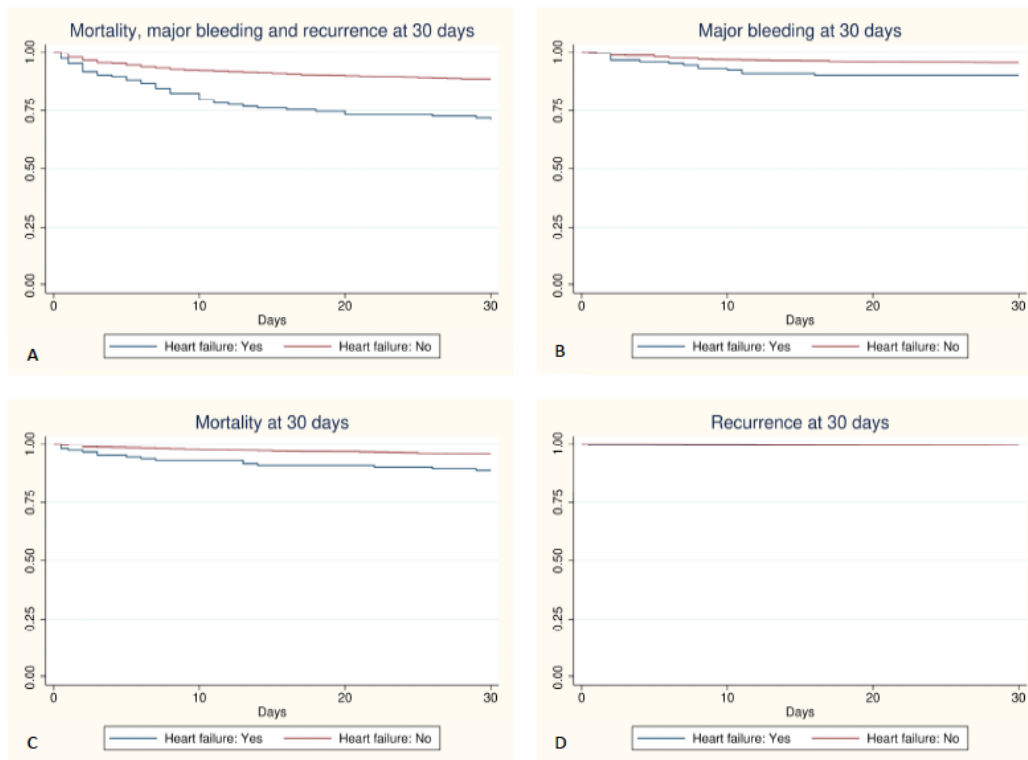 Mortality, major bleeding and recurrence at 30 days
1.00
0.75
0.50
0.25
0.00
0 10 20 30
Days
Heart failure: Yes Heart failure: No
A
Major bleeding at 30 days
1.00
0.75
0.50
0.25
0.00
0 10 20 30
Days
Heart failure: Yes Heart failure: No
B
Mortality at 30 days
1.00
0.75
0.50
0.25
0.00
0 10 20 30
Days
Heart failure: Yes Heart failure: No
C
Recurrence at 30 days
1.00
0.75
0.50
0.25
0.00
0 10 20 30
Days
Heart failure: Yes Heart failure: No
D